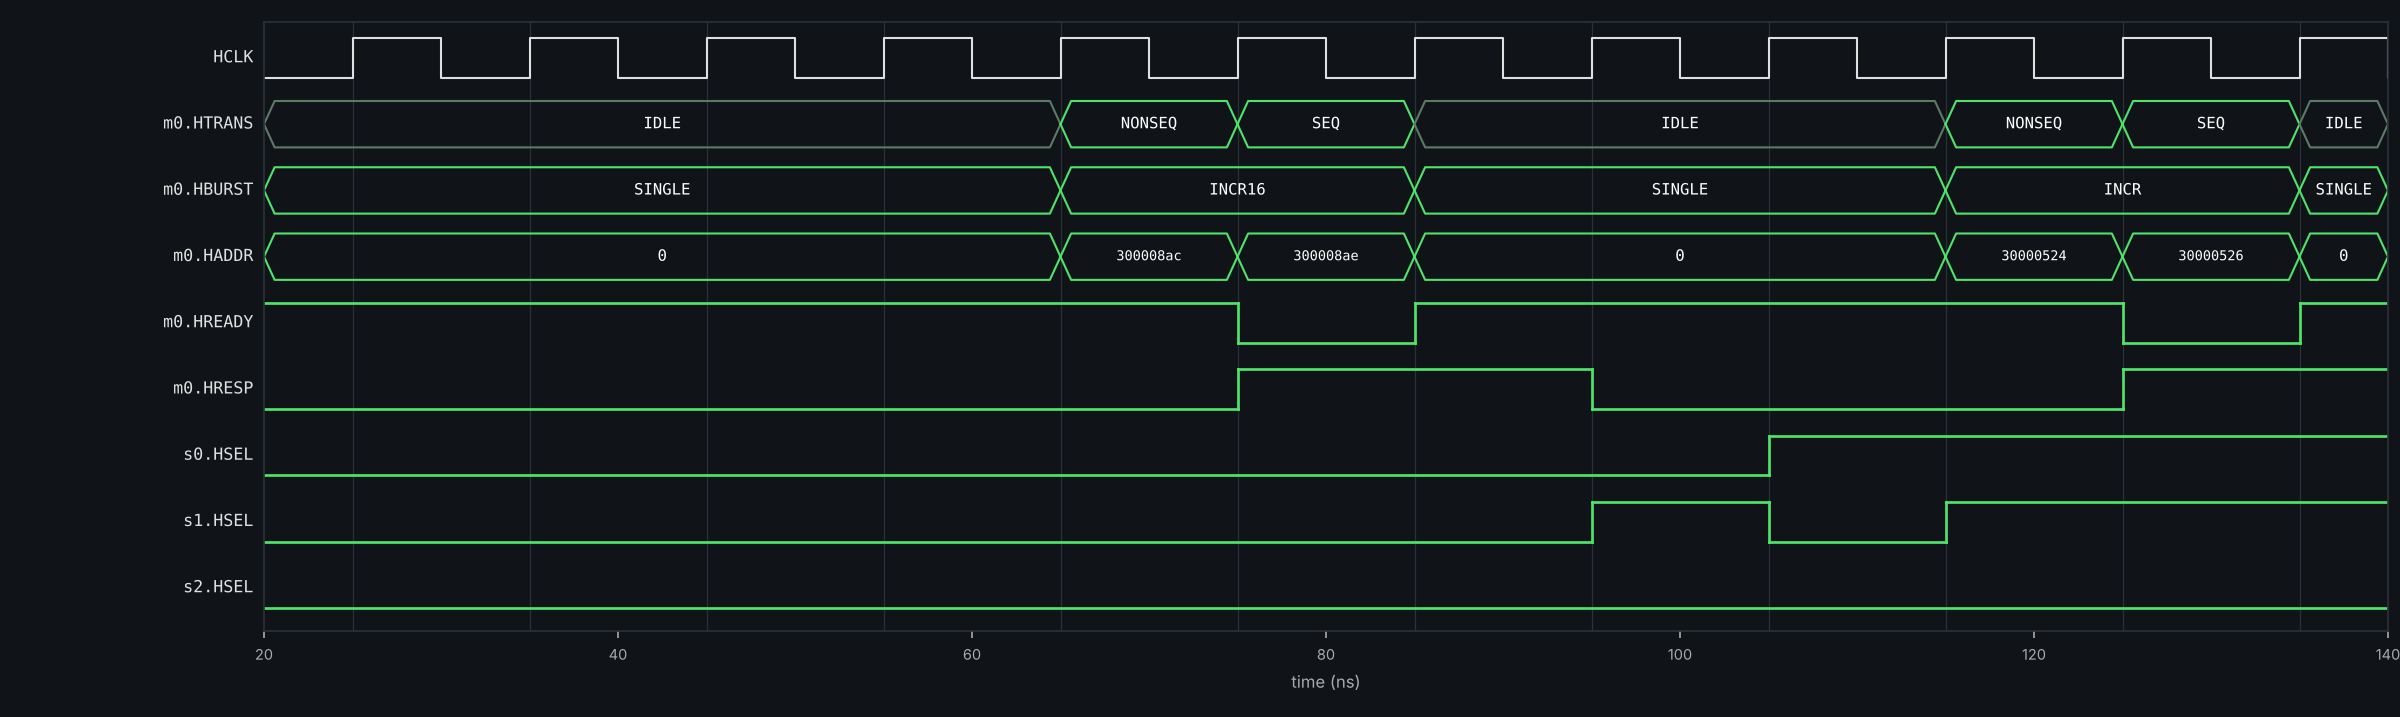 HCLK
m0.HTRANS IDLE NONSEQ SEQ IDLE NONSEQ SEQ IDLE
m0.HBURST SINGLE INCR16 SINGLE INCR SINGLE
m0.HADDR 0 300008ac 300008ae 0 30000524 30000526 0
m0.HREADY
m0.HRESP
s0.HSEL
s1.HSEL
s2.HSEL
20 40 60 80 100 120 140
time (ns)